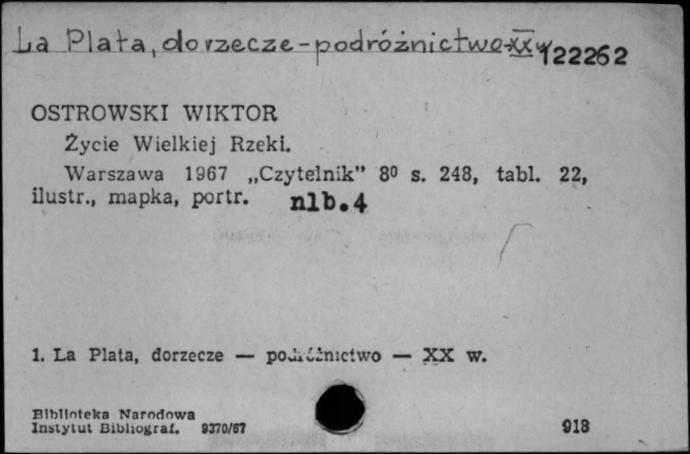 La Plata, dorzecze - podróżnictwo - XX w
122262
OSTROWSKI WIKTOR
Życie Wielkiej Rzeki.
Warszawa 1967 „Czytelnik” 8⁰ s. 248, tabl. 22,
ilustr., mapka, portr. nlb. 4
1. La Plata, dorzecze — podróżnictwo — XX w.
Biblioteka Narodowa
Instytut Bibliograf. 9370/67
918